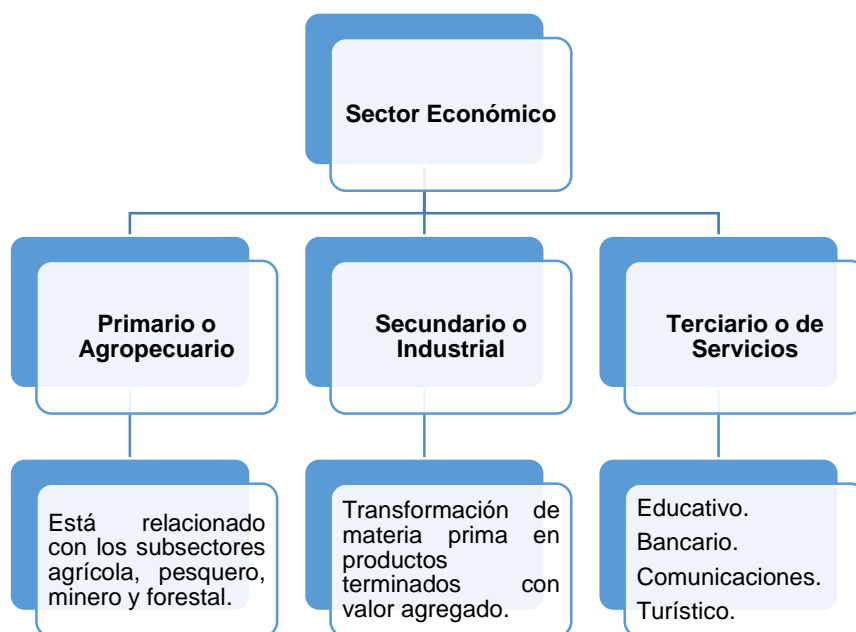 Sector Económico
Primario o
Agropecuario
Secundario o
Industrial
Terciario o de
Servicios
Está relacionado
con los subsectores
agrícola, pesquero,
minero y forestal.
Transformación de
materia prima en
productos
terminados con
valor agregado.
Educativo.
Bancario.
Comunicaciones.
Turístico.